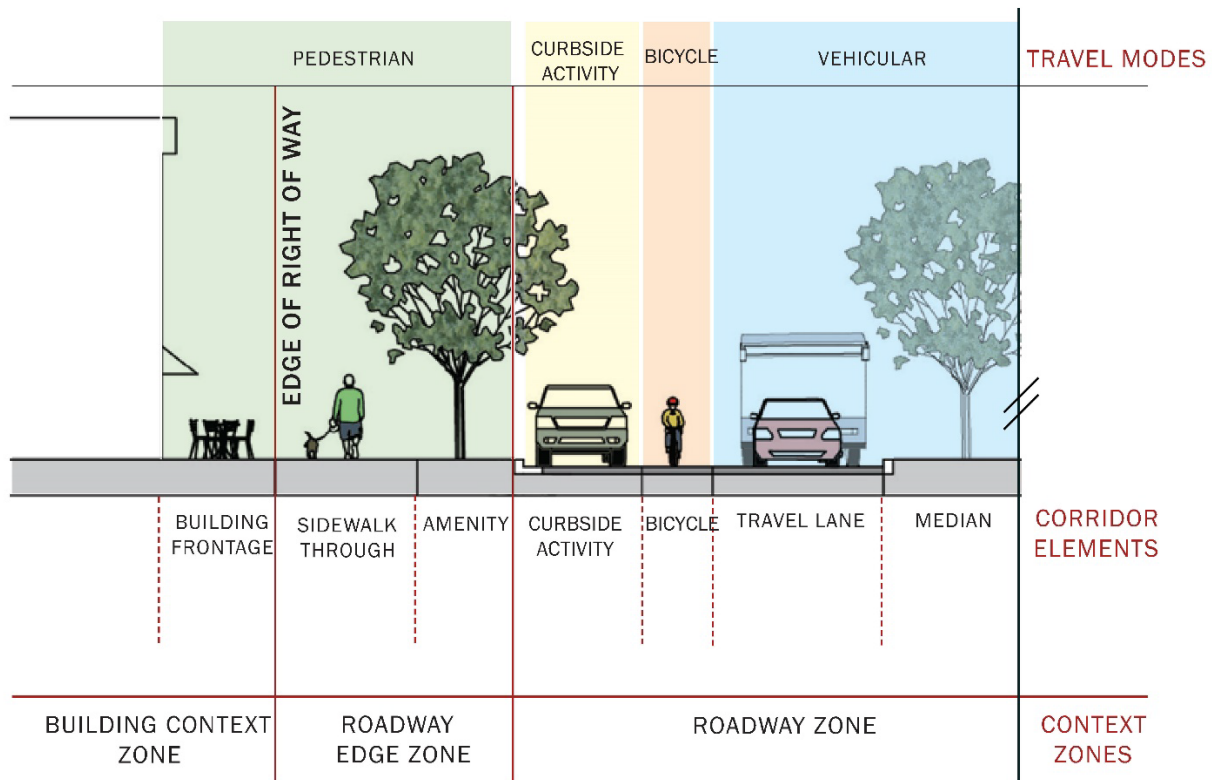 PEDESTRIAN
CURBSIDE
ACTIVITY
BICYCLE
VEHICULAR
TRAVEL MODES
EDGE OF RIGHT OF WAY
BUILDING
FRONTAGE
SIDEWALK
THROUGH
AMENITY
CURBSIDE
ACTIVITY
BICYCLE
TRAVEL LANE
MEDIAN
CORRIDOR
ELEMENTS
BUILDING CONTEXT
ZONE
ROADWAY
EDGE ZONE
ROADWAY ZONE
CONTEXT
ZONES